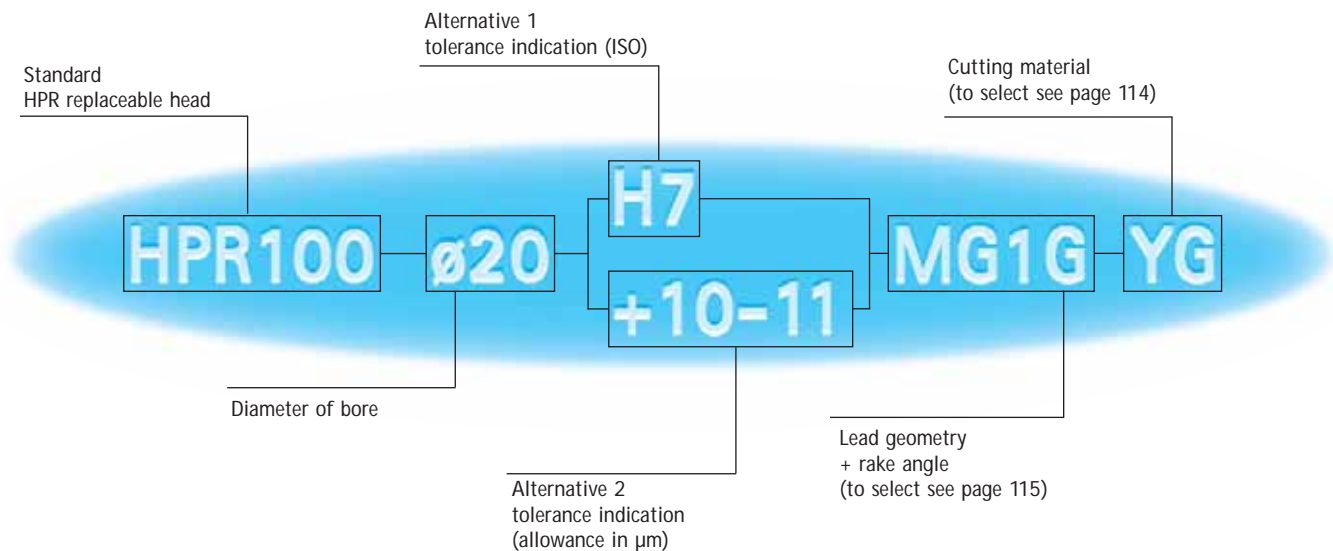 Alternative 1
tolerance indication (ISO)
Standard
HPR replaceable head
Cutting material
(to select see page 114)
HPR100
ø20
H7
+10-11
MG1G
YG
Diameter of bore
Alternative 2
tolerance indication
(allowance in µm)
Lead geometry
+ rake angle
(to select see page 115)